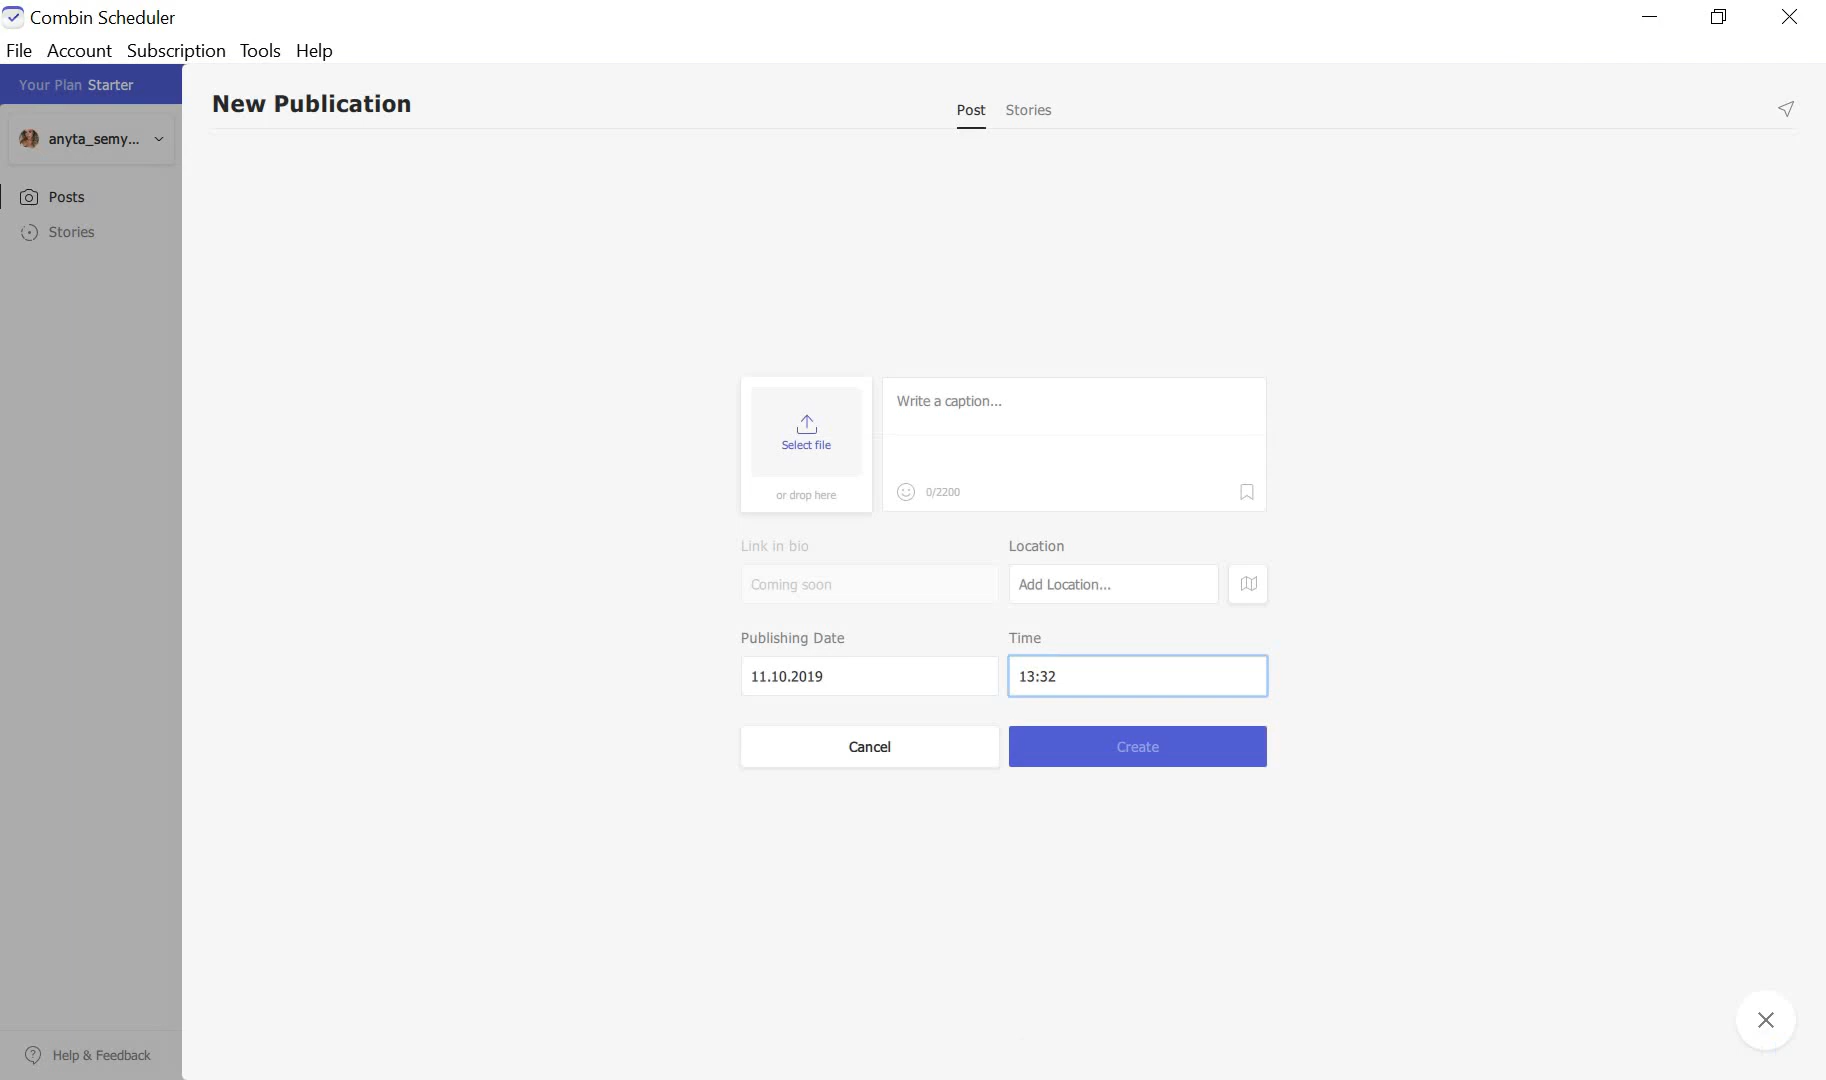 Combin Scheduler
File Account Subscription Tools Help
Your Plan Starter
New Publication
Post Stories
anyta_semy...
Posts
Stories
Select file
or drop here
Write a caption...
0/2200
Link in bio
Location
Coming soon
Add Location...
Publishing Date
Time
11.10.2019
13:32
Cancel
Create
Help & Feedback